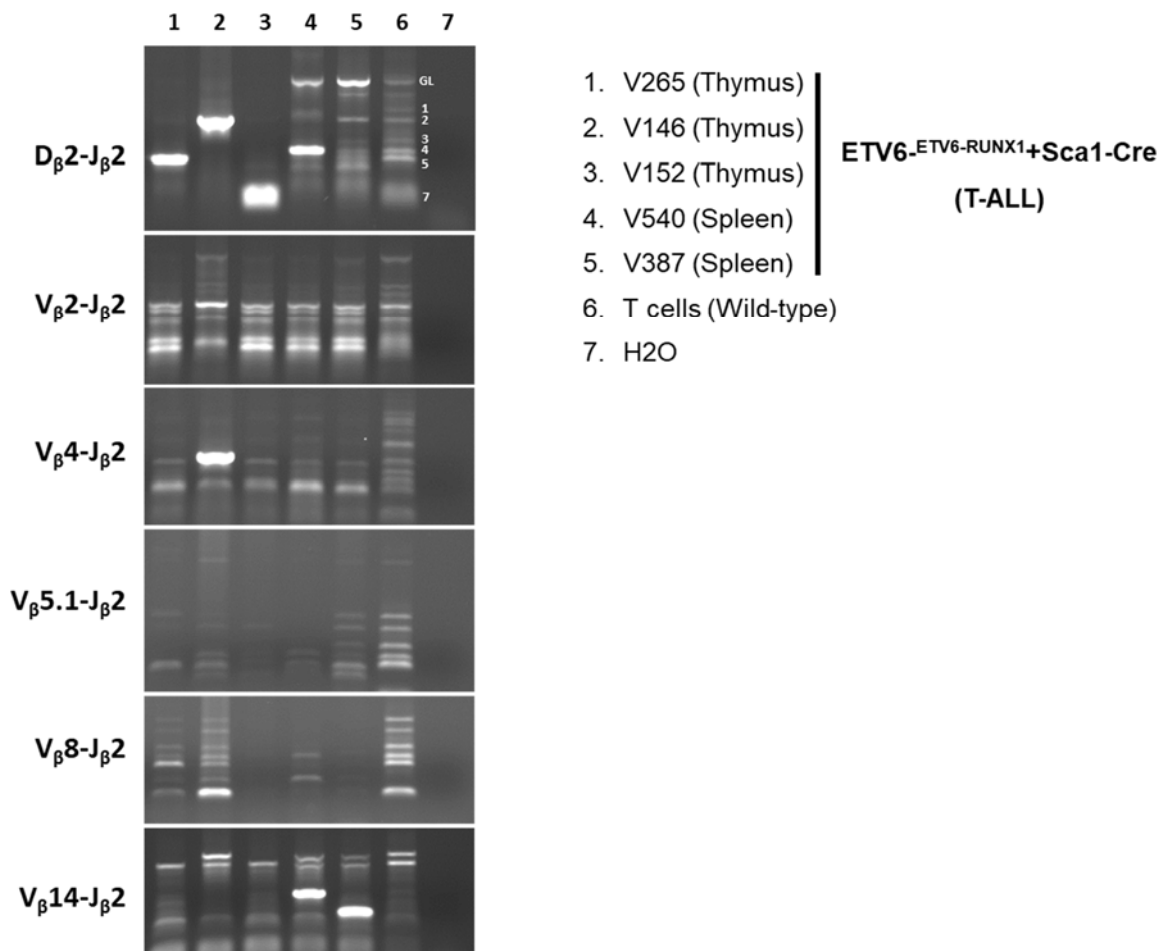 1 2 3 4 5 6 7
GL
1
2
3
4
5
7
Dβ2-Jβ2
Vβ2-Jβ2
Vβ4-Jβ2
Vβ5.1-Jβ2
Vβ8-Jβ2
Vβ14-Jβ2
1. V265 (Thymus)
2. V146 (Thymus)
3. V152 (Thymus)
4. V540 (Spleen)
5. V387 (Spleen)
6. T cells (Wild-type)
7. H2O
ETV6-ETV6-RUNX1+Sca1-Cre
(T-ALL)